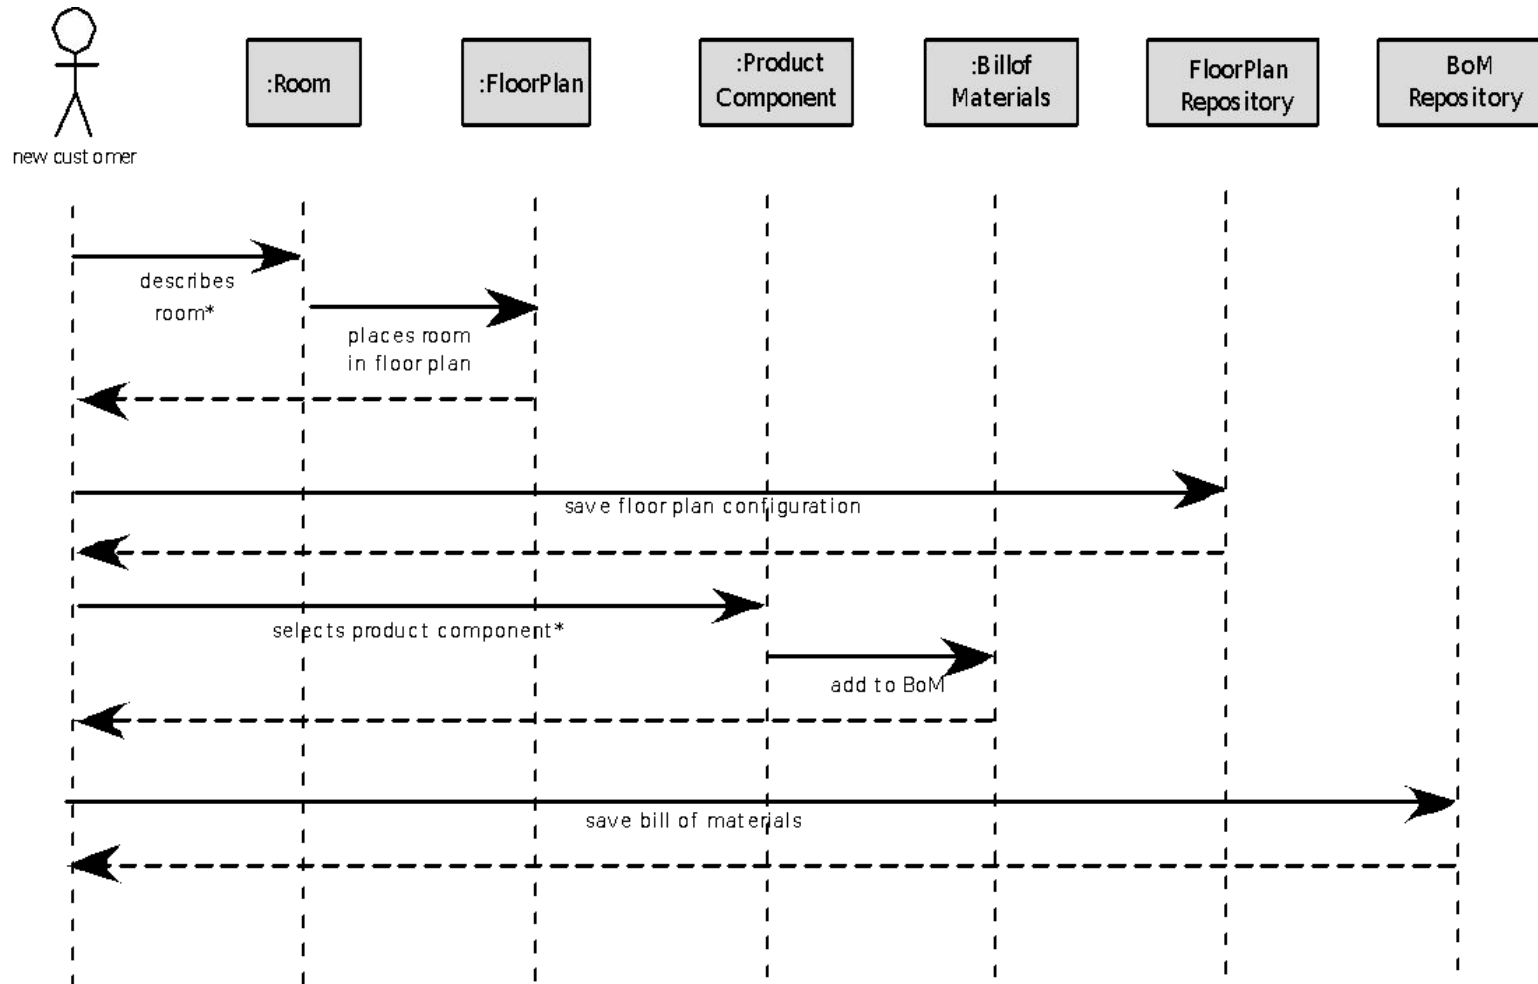 :Room
:FloorPlan
:Product
Component
:Billof
Materials
FloorPlan
Repository
BoM
Repository
new customer
describes
room*
places room
in floor plan
save floor plan configuration
selects product component*
add to BoM
save bill of materials